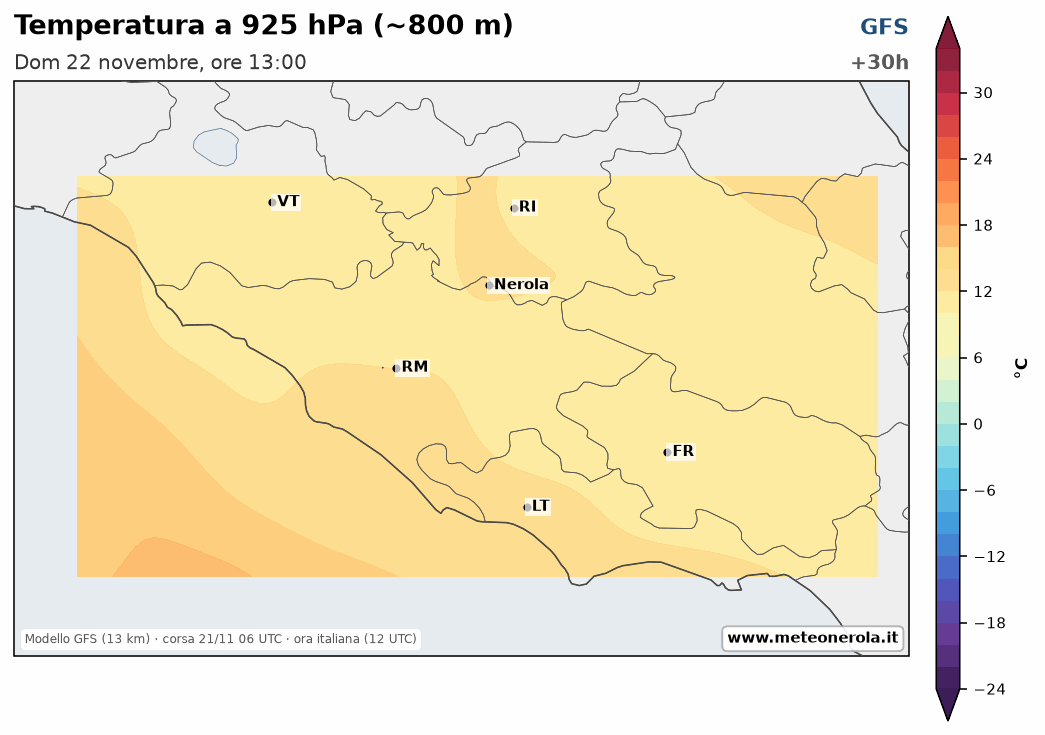 Temperatura a 925 hPa (~800 m)
GFS
Dom 22 novembre, ore 13:00
+30h
VT
RI
Nerola
RM
FR
LT
30
24
18
12
6
0
−6
−12
−18
−24
°C
Modello GFS (13 km) · corsa 21/11 06 UTC · ora italiana (12 UTC)
www.meteonerola.it